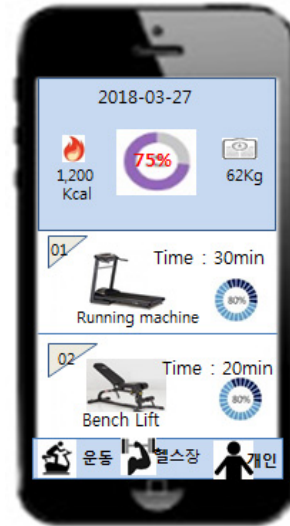 2018-03-27
75%
1,200
Kcal
62Kg
01
Time : 30min
80%
Running machine
02
Time : 20min
80%
Bench Lift
운동
헬스장
개인